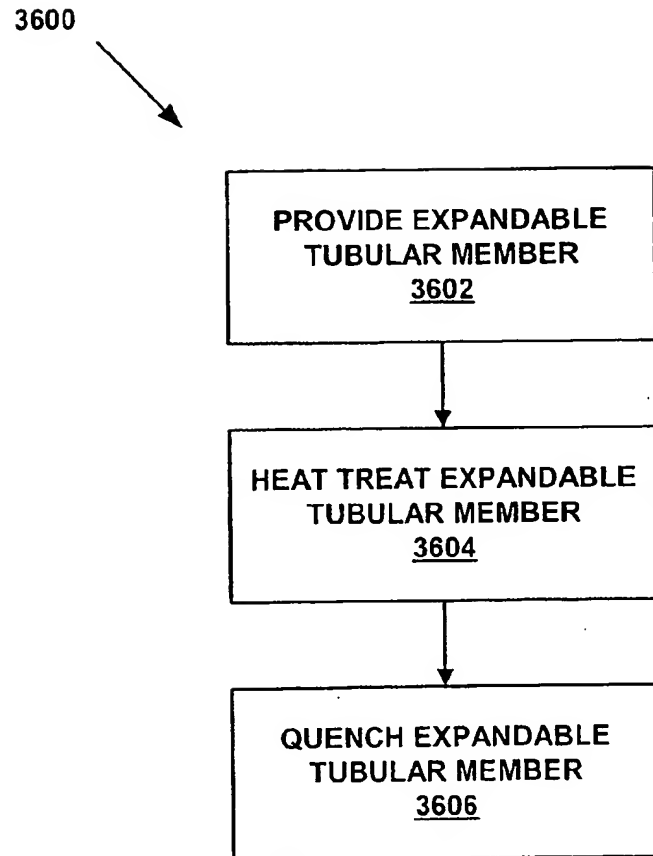 3600
PROVIDE EXPANDABLE
TUBULAR MEMBER
3602
HEAT TREAT EXPANDABLE
TUBULAR MEMBER
3604
QUENCH EXPANDABLE
TUBULAR MEMBER
3606